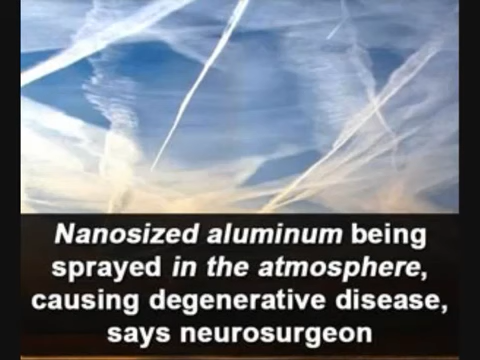 Nanosized aluminum being
sprayed in the atmosphere,
causing degenerative disease,
says neurosurgeon